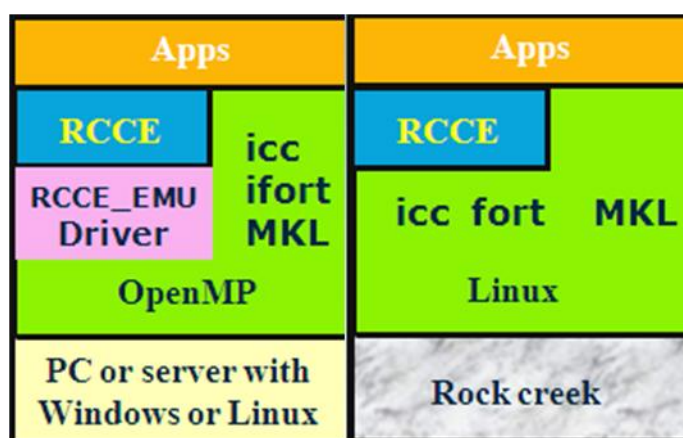 Apps
RCCE
icc
ifort
MKL
RCCE_EMU
Driver
OpenMP
PC or server with
Windows or Linux
Apps
RCCE
icc fort MKL
Linux
Rock creek